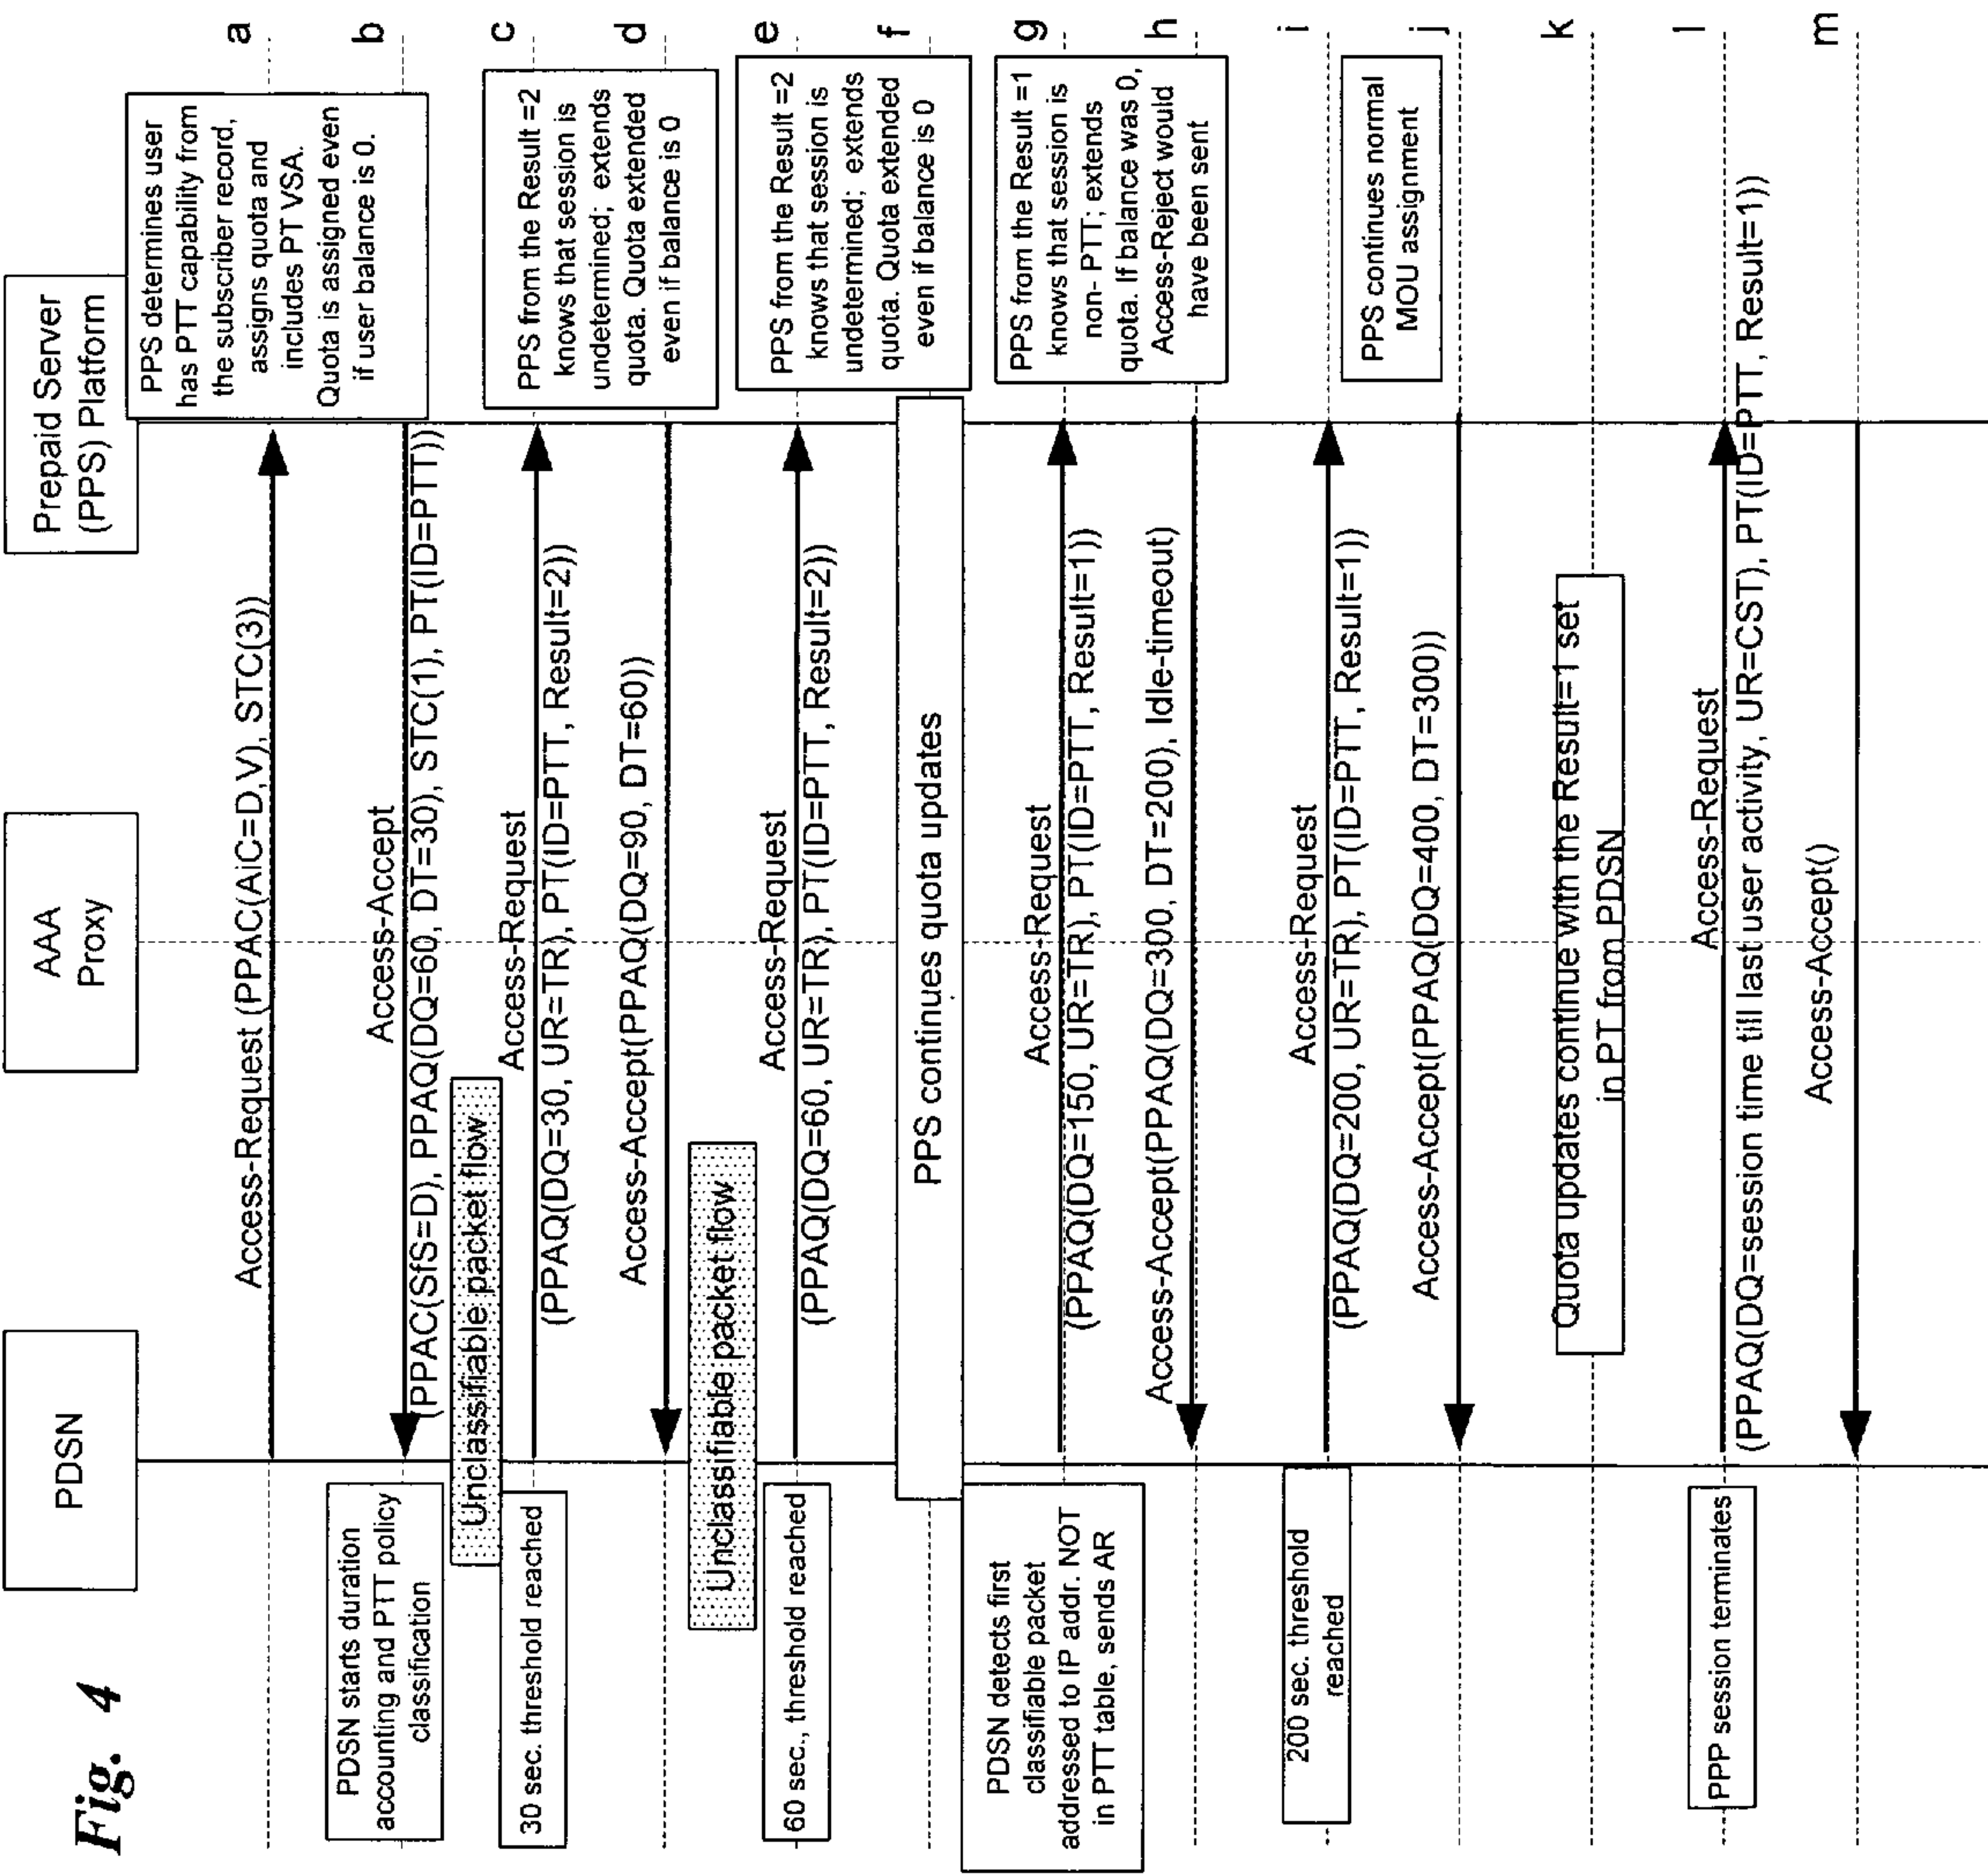 Fig. 4
PDSN
AAA
Proxy
Prepaid Server
(PPS) Platform
Access-Request (PPAC(AiC=D,V), STC(3))
a
PPS determines user
has PTT capability from
the subscriber record,
assigns quota and
includes PT VSA.
Quota is assigned even
if user balance is 0.
PDSN starts duration
accounting and PTT policy
classification
Access-Accept
(PPAC(SfS=D), PPAQ(DQ=60, DT=30), STC(1), PT(ID=PTT))
b
Unclassifiable packet flow
30 sec. threshold reached
Access-Request
(PPAQ(DQ=30, UR=TR), PT(ID=PTT, Result=2))
c
PPS from the Result =2
knows that session is
undetermined; extends
quota. Quota extended
even if balance is 0
Access-Accept(PPAQ(DQ=90, DT=60))
d
Unclassifiable packet flow
60 sec., threshold reached
Access-Request
(PPAQ(DQ=60, UR=TR), PT(ID=PTT, Result=2))
e
PPS from the Result =2
knows that session is
undetermined; extends
quota. Quota extended
even if balance is 0
PPS continues quota updates
f
PDSN detects first
classifiable packet
addressed to IP addr. NOT
in PTT table, sends AR
Access-Request
(PPAQ(DQ=150, UR=TR), PT(ID=PTT, Result=1))
g
PPS from the Result =1
knows that session is
non- PTT; extends
quota. If balance was 0,
Access-Reject would
have been sent
Access-Accept(PPAQ(DQ=300, DT=200), Idle-timeout)
h
200 sec. threshold
reached
Access-Request
(PPAQ(DQ=200, UR=TR), PT(ID=PTT, Result=1))
i
PPS continues normal
MOU assignment
Access-Accept(PPAQ(DQ=400, DT=300))
j
Quota updates continue with the Result=1 set
in PT from PDSN
k
PPP session terminates
Access-Request
(PPAQ(DQ=session time till last user activity, UR=CST), PT(ID=PTT, Result=1))
l
Access-Accept()
m